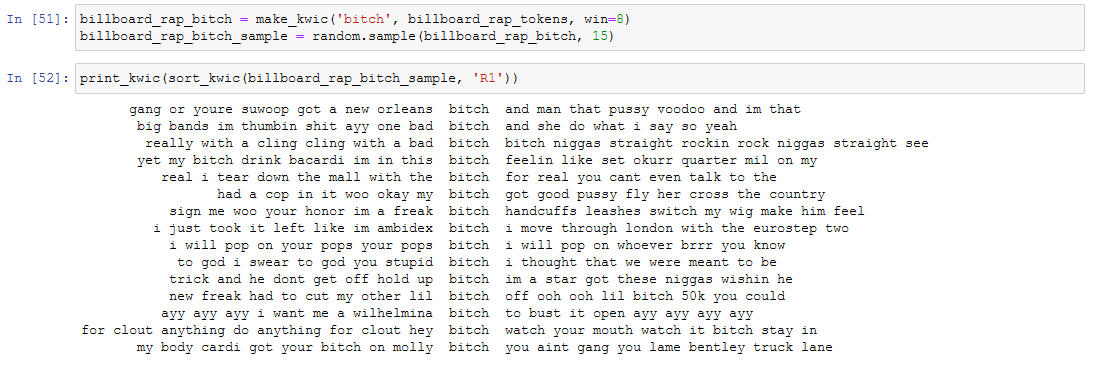 In [51]: billboard_rap_bitch = make_kwic('bitch', billboard_rap_tokens, win=8)
billboard_rap_bitch_sample = random.sample(billboard_rap_bitch, 15)
In [52]: print_kwic(sort_kwic(billboard_rap_bitch_sample, 'R1'))
gang or youre suwoop got a new orleans bitch and man that pussy voodoo and im that
big bands im thumbin shit ayy one bad bitch and she do what i say so yeah
really with a cling cling with a bad bitch bitch niggas straight rockin rock niggas straight see
yet my bitch drink bacardi im in this bitch feelin like set okurr quarter mil on my
real i tear down the mall with the bitch for real you cant even talk to the
had a cop in it woo okay my bitch got good pussy fly her cross the country
sign me woo your honor im a freak bitch handcuffs leashes switch my wig make him feel
i just took it left like im ambidex bitch i move through london with the eurostep two
i will pop on your pops your pops bitch i will pop on whoever brrr you know
to god i swear to god you stupid bitch i thought that we were meant to be
trick and he dont get off hold up bitch im a star got these niggas wishin he
new freak had to cut my other lil bitch off ooh ooh lil bitch 50k you could
ayy ayy ayy i want me a wilhelmina bitch to bust it open ayy ayy ayy ayy
for clout anything do anything for clout hey bitch watch your mouth watch it bitch stay in
my body cardi got your bitch on molly bitch you aint gang you lame bentley truck lane